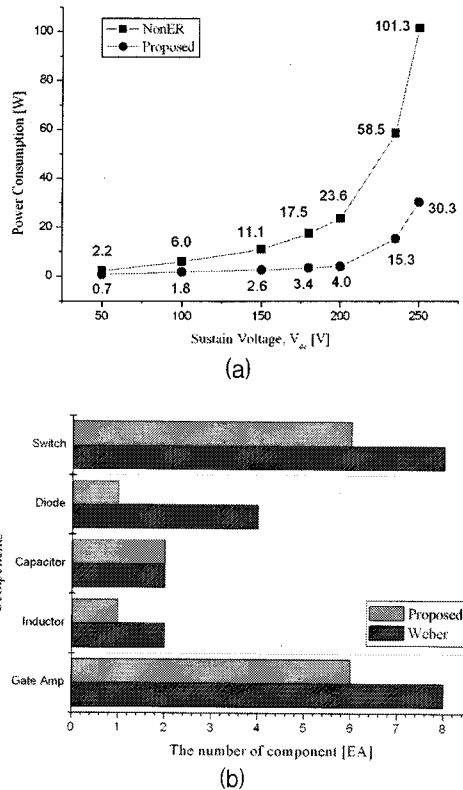 100
80
60
40
20
0
Power Consumption [W]
NonER
Proposed
101.3
58.5
23.6
17.5
11.1
6.0
2.2
30.3
15.3
4.0
3.4
2.6
1.8
0.7
50
100
150
200
250
Sustain Voltage, V_dc [V]
(a)
Switch
Diode
Capacitor
Inductor
Gate Amp
Proposed
Weber
0 1 2 3 4 5 6 7 8
The number of component [EA]
(b)